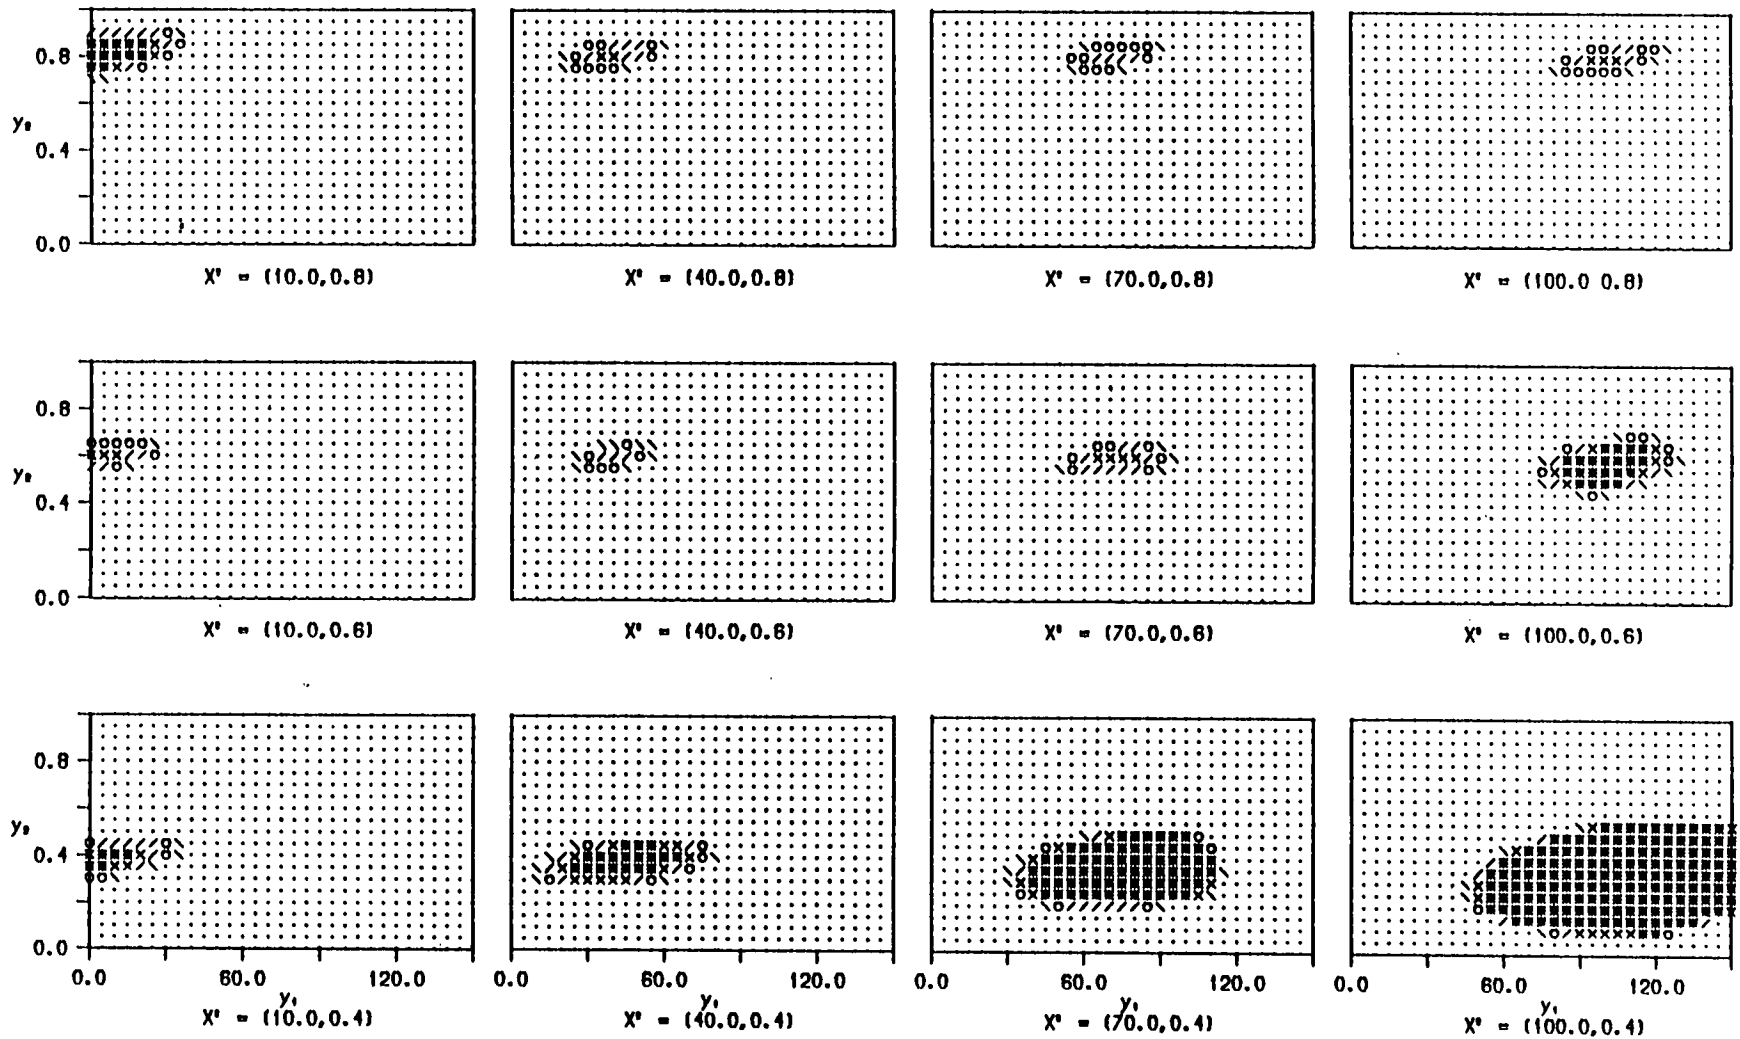 0.8
y₂
0.4
0.0
X' = (10.0,0.8)
X' = (40.0,0.8)
X' = (70.0,0.8)
X' = (100.0 0.8)
0.8
y₂
0.4
0.0
X' = (10.0,0.6)
X' = (40.0,0.6)
X' = (70.0,0.6)
X' = (100.0,0.6)
0.8
y₂
0.4
0.0
0.0 60.0 120.0
0.0 60.0 120.0
0.0 60.0 120.0
0.0 60.0 120.0
y₁
y₁
y₁
y₁
X' = (10.0,0.4)
X' = (40.0,0.4)
X' = (70.0,0.4)
X' = (100.0,0.4)